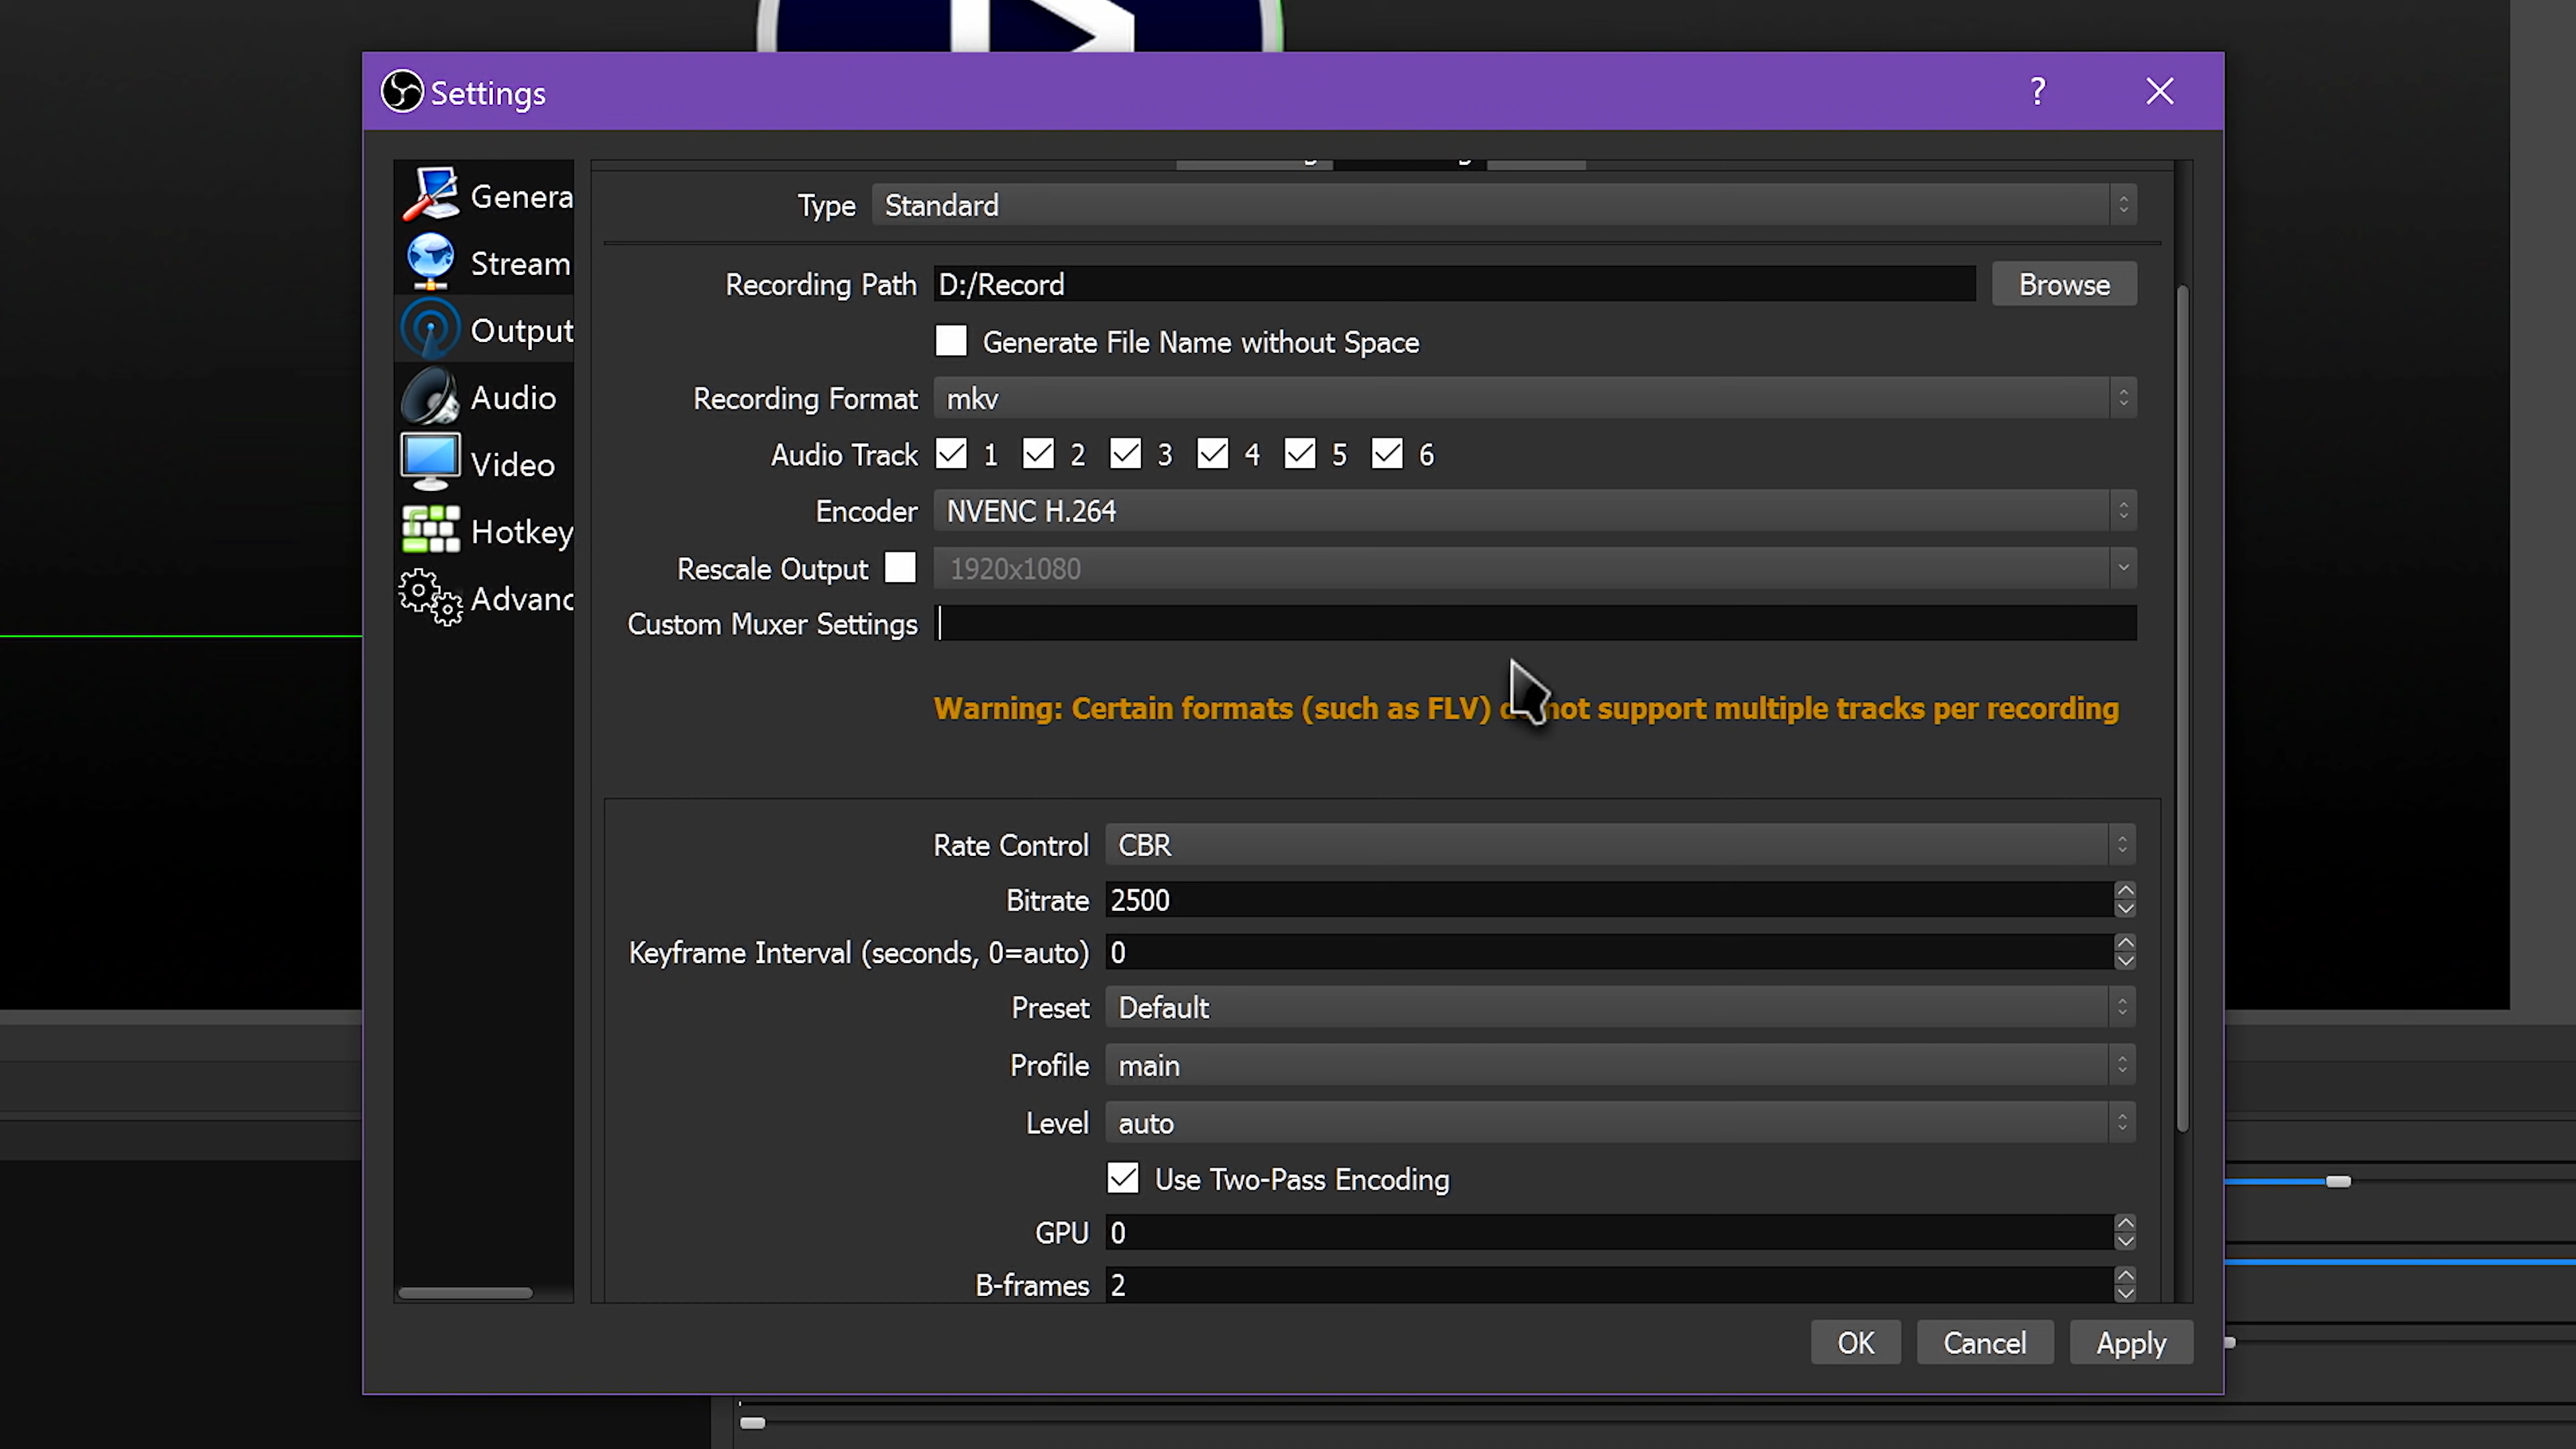 Settings ?
Genera
Stream
Output
Audio
Video
Hotkey
Advanc
Type Standard
Recording Path D:/Record Browse
Generate File Name without Space
Recording Format mkv
Audio Track 1 2 3 4 5 6
Encoder NVENC H.264
Rescale Output 1920x1080
Custom Muxer Settings
Warning: Certain formats (such as FLV) not support multiple tracks per recording
Rate Control CBR
Bitrate 2500
Keyframe Interval (seconds, 0=auto) 0
Preset Default
Profile main
Level auto
Use Two-Pass Encoding
GPU 0
B-frames 2
OK Cancel Apply